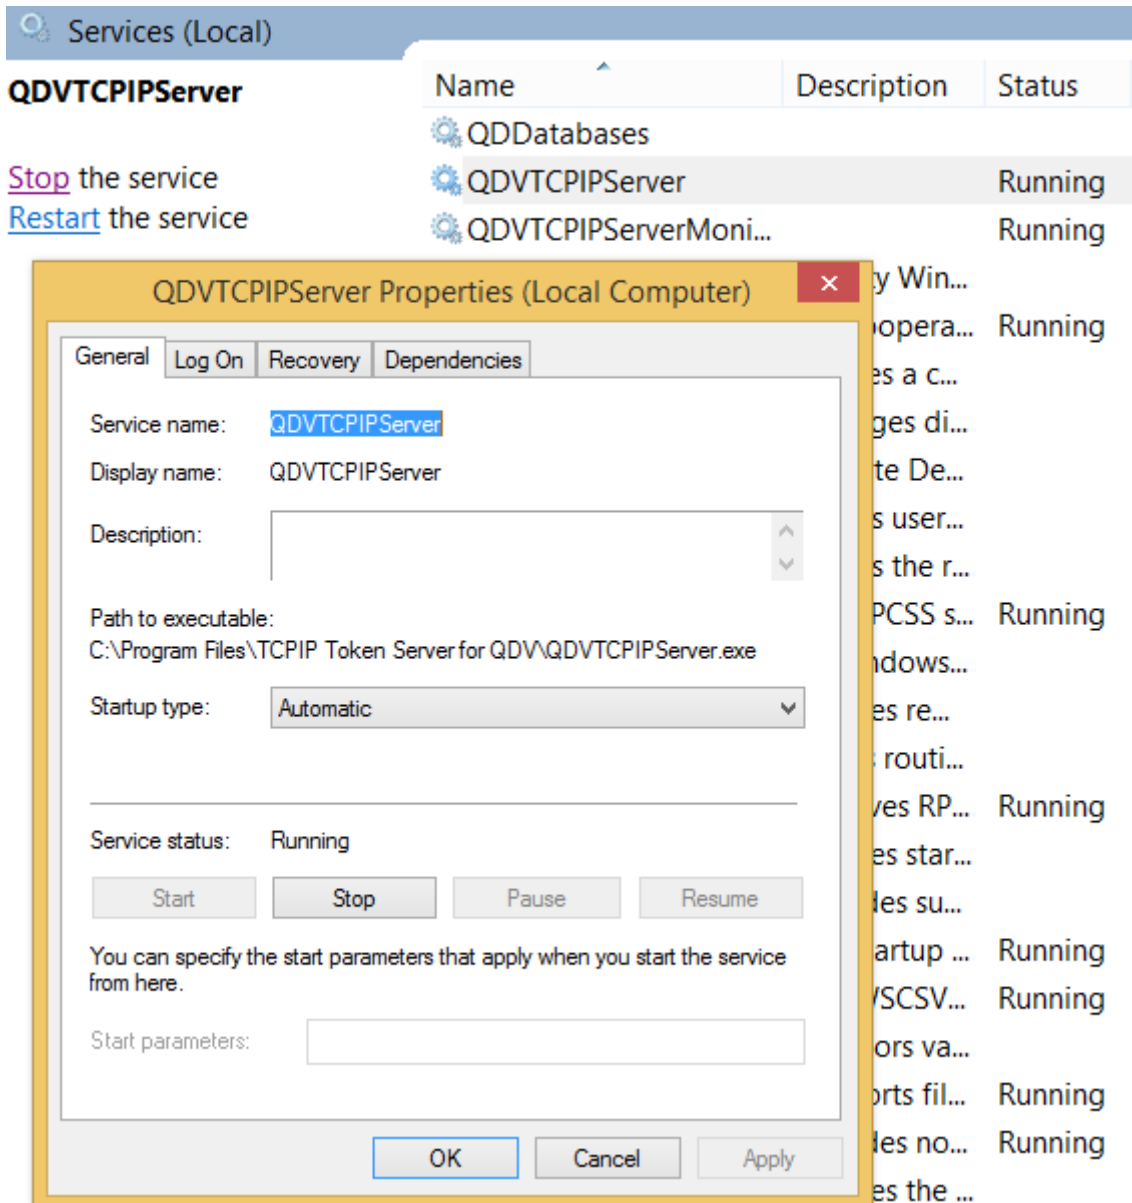 Services (Local)
QDVTCPIPServer
Stop the service
Restart the service
Name Description Status
QDDatabases
QDVTCPIPServer Running
QDVTCPIPServerMoni... Running
y Win...
opera... Running
es a c...
ges di...
te De...
s user...
s the r...
PCSS s... Running
ndows...
es re...
routi...
ves RP... Running
es star...
des su...
artup ... Running
WSCSV... Running
ors va...
orts fil... Running
des no... Running
es the ...
QDVTCPIPServer Properties (Local Computer)
General Log On Recovery Dependencies
Service name: QDVTCPIPServer
Display name: QDVTCPIPServer
Description:
Path to executable:
C:\Program Files\TCPIP Token Server for QDV\QDVTCPIPServer.exe
Startup type: Automatic
Service status: Running
Start Stop Pause Resume
You can specify the start parameters that apply when you start the service
from here.
Start parameters:
OK Cancel Apply